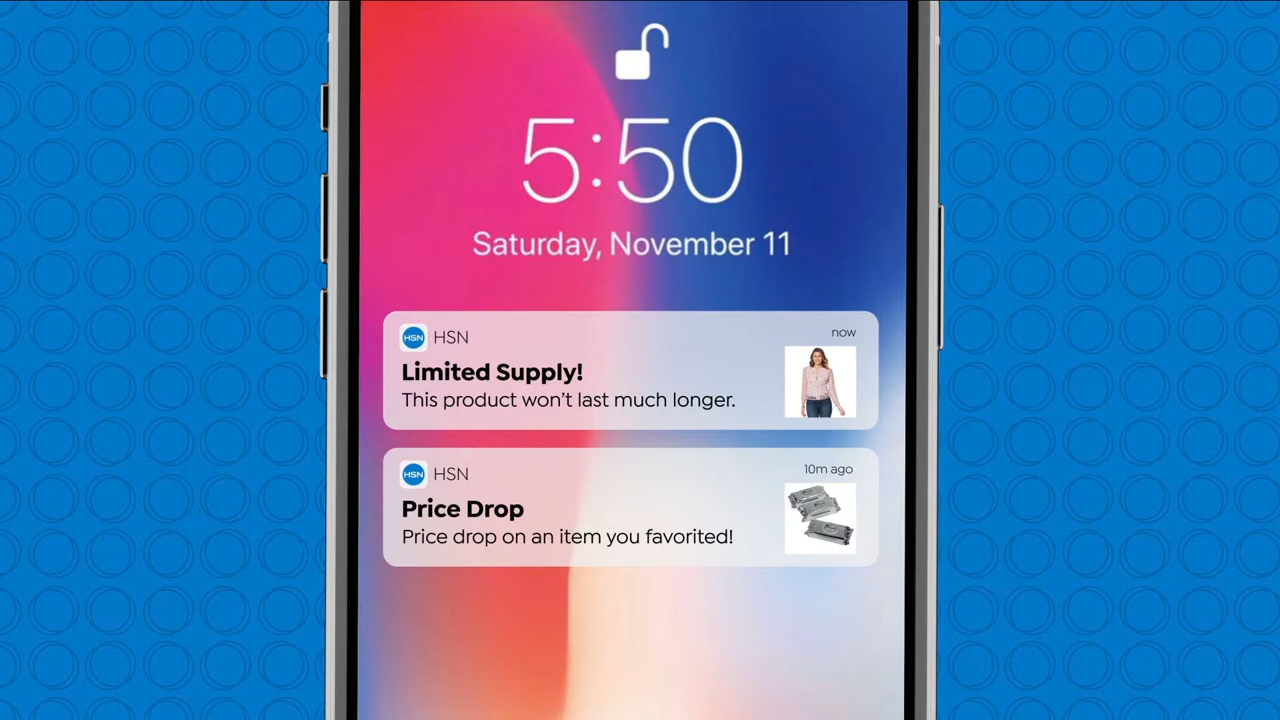 5:50
Saturday, November 11
HSN HSN now
Limited Supply!
This product won't last much longer.
HSN HSN 10m ago
Price Drop
Price drop on an item you favorited!